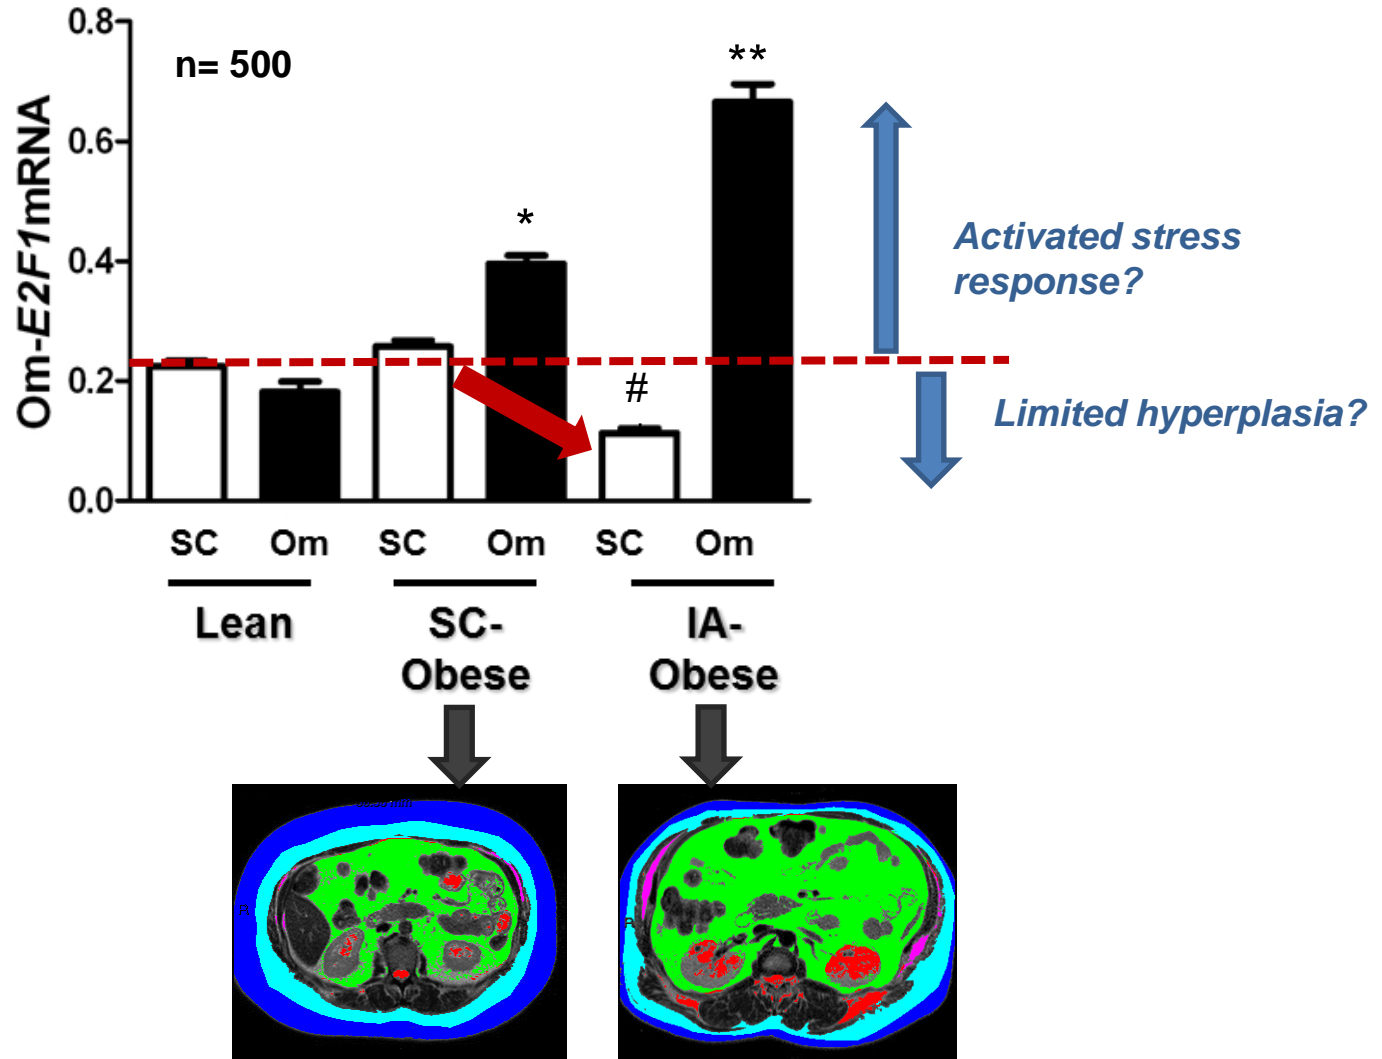 0.8
n= 500
**
0.6
Om-E2F1mRNA
*
0.4
Activated stress
response?
#
0.2
Limited hyperplasia?
0.0
SC Om SC Om SC Om
Lean
SC-
Obese
IA-
Obese